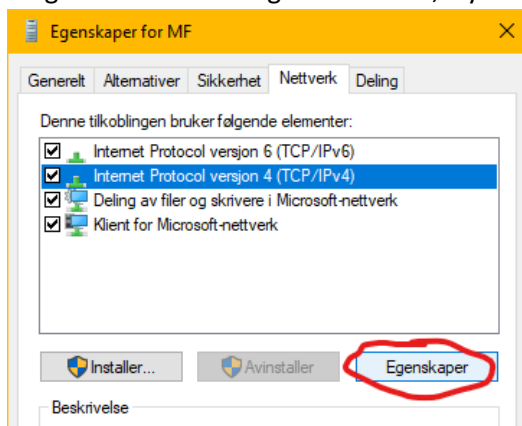 Egenskaper for MF
Generelt Alternativer Sikkerhet Nettverk Deling
Denne tilkoblingen bruker følgende elementer:
Internet Protocol versjon 6 (TCP/IPv6)
Internet Protocol versjon 4 (TCP/IPv4)
Deling av filer og skrivere i Microsoft-nettverk
Klient for Microsoft-nettverk
Installer... Avinstaller Egenskaper
Beskrivelse